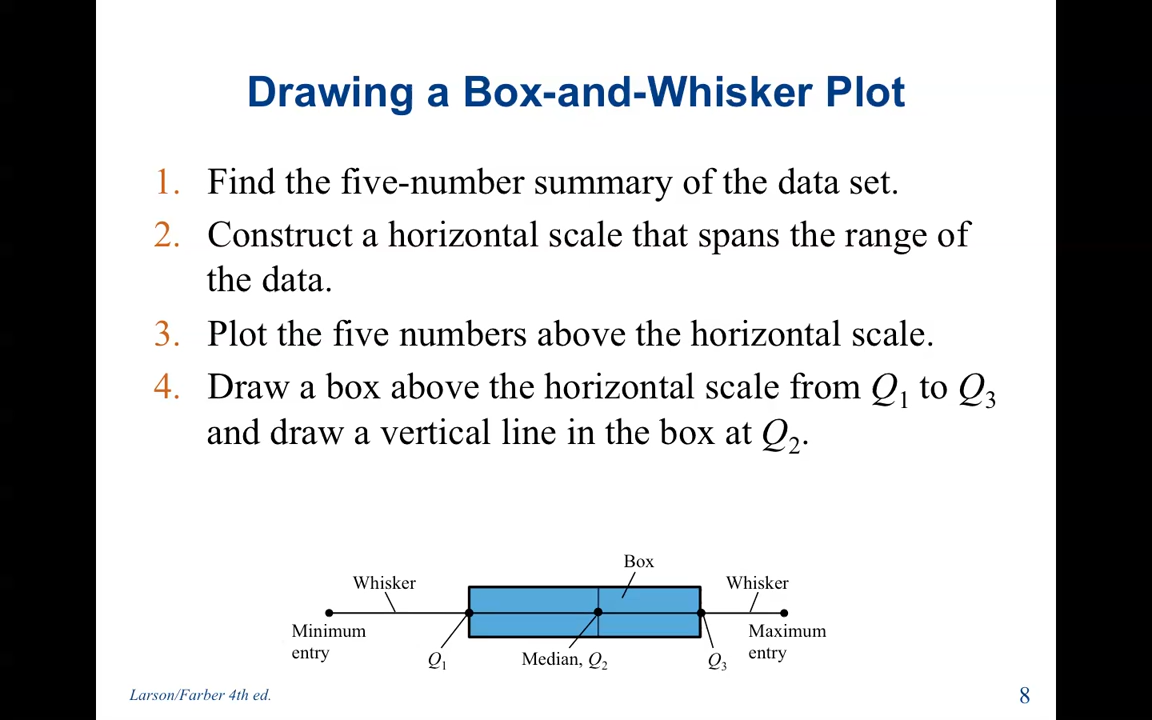 Drawing a Box-and-Whisker Plot
1. Find the five-number summary of the data set.
2. Construct a horizontal scale that spans the range of
the data.
3. Plot the five numbers above the horizontal scale.
4. Draw a box above the horizontal scale from Q1 to Q3
and draw a vertical line in the box at Q2.
Box
Whisker
Whisker
Minimum
entry
Maximum
entry
Q1
Median, Q2
Q3
Larson/Farber 4th ed.
8